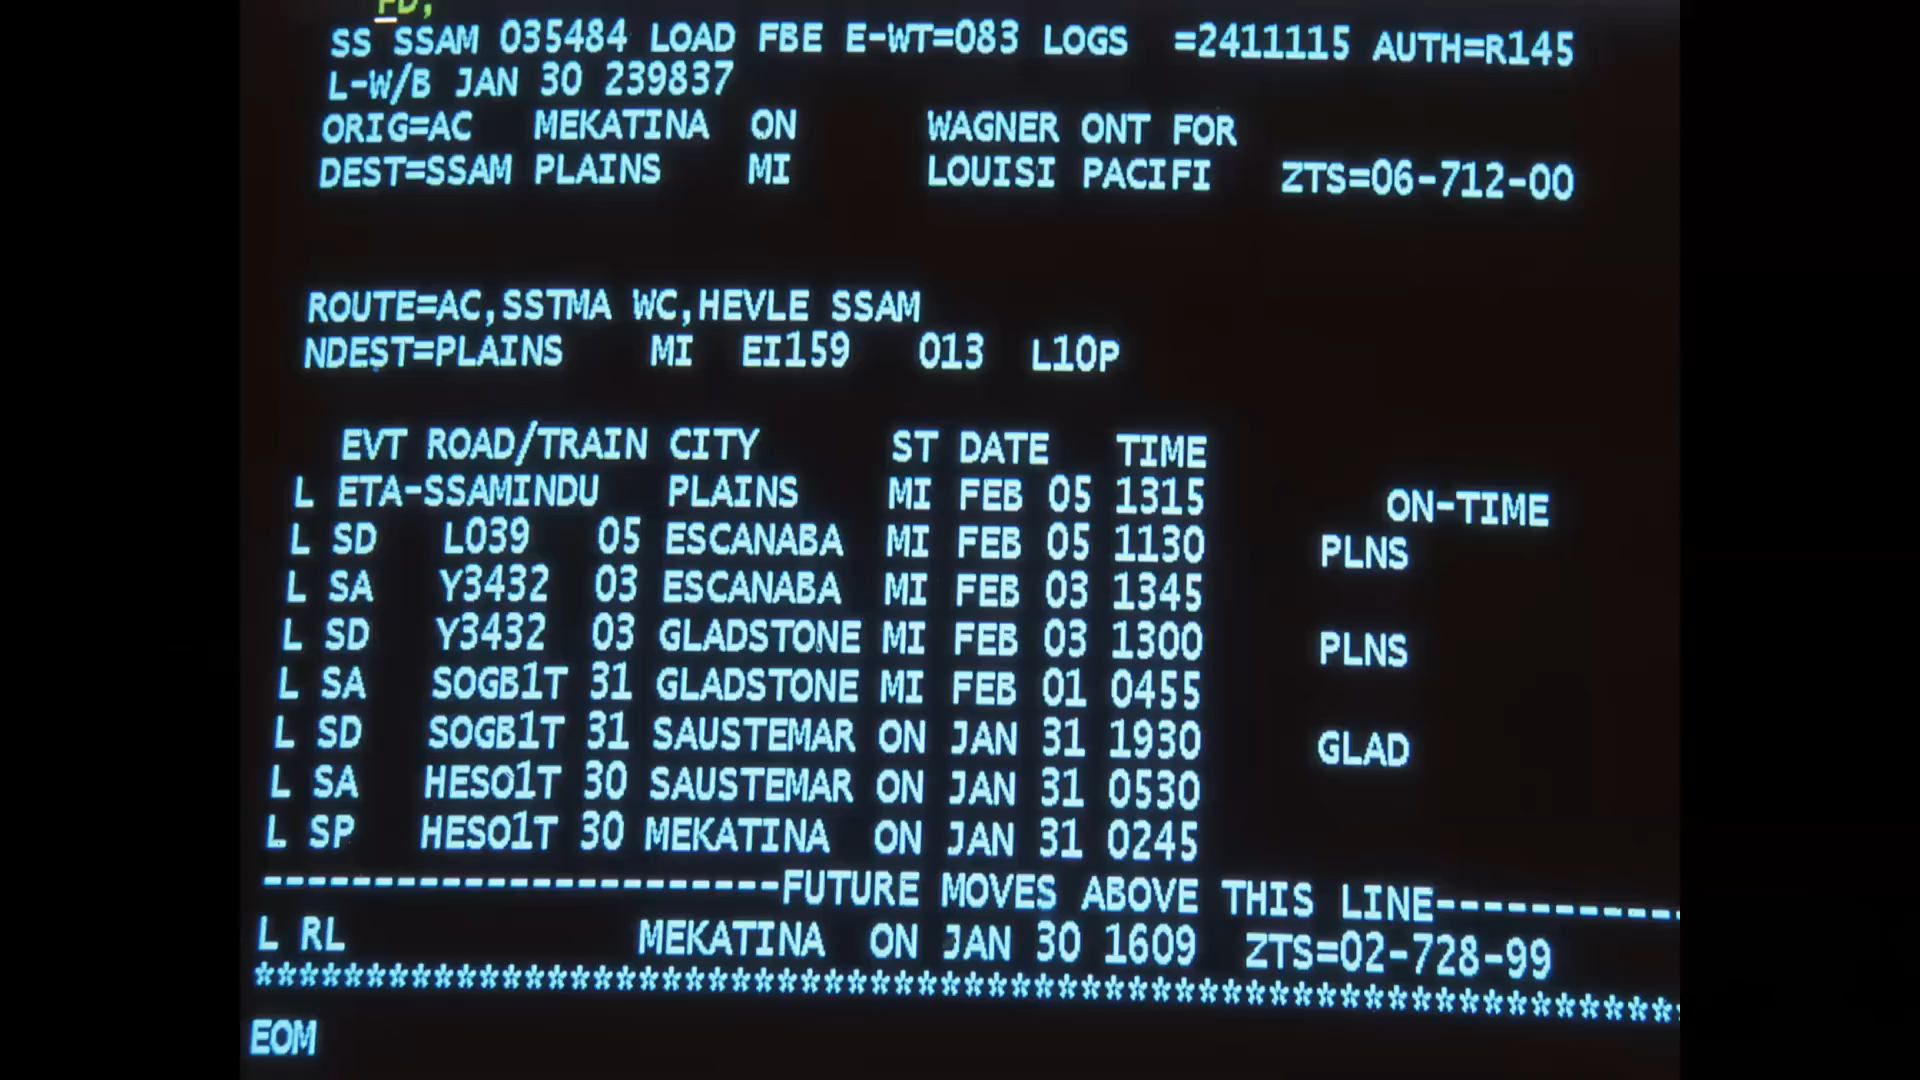 SS SSAM 035484 LOAD FBE E-WT=083 LOGS =2411115 AUTH=R145
L-W/B JAN 30 239837
ORIG=AC MEKATINA ON WAGNER ONT FOR
DEST=SSAM PLAINS MI LOUISI PACIFI ZTS=06-712-00
ROUTE=AC,SSTMA WC,HEVLE SSAM
NDEST=PLAINS MI EI159 013 L10P
EVT ROAD/TRAIN CITY ST DATE TIME
L ETA-SSAMINDU PLAINS MI FEB 05 1315 ON-TIME
L SD L039 05 ESCANABA MI FEB 05 1130 PLNS
L SA Y3432 03 ESCANABA MI FEB 03 1345
L SD Y3432 03 GLADSTONE MI FEB 03 1300 PLNS
L SA SOGB1T 31 GLADSTONE MI FEB 01 0455
L SD SOGB1T 31 SAUSTEMAR ON JAN 31 1930 GLAD
L SA HESO1T 30 SAUSTEMAR ON JAN 31 0530
L SP HESO1T 30 MEKATINA ON JAN 31 0245
-----------------------FUTURE MOVES ABOVE THIS LINE-----------
L RL MEKATINA ON JAN 30 1609 ZTS=02-728-99
**************************************************************
EOM